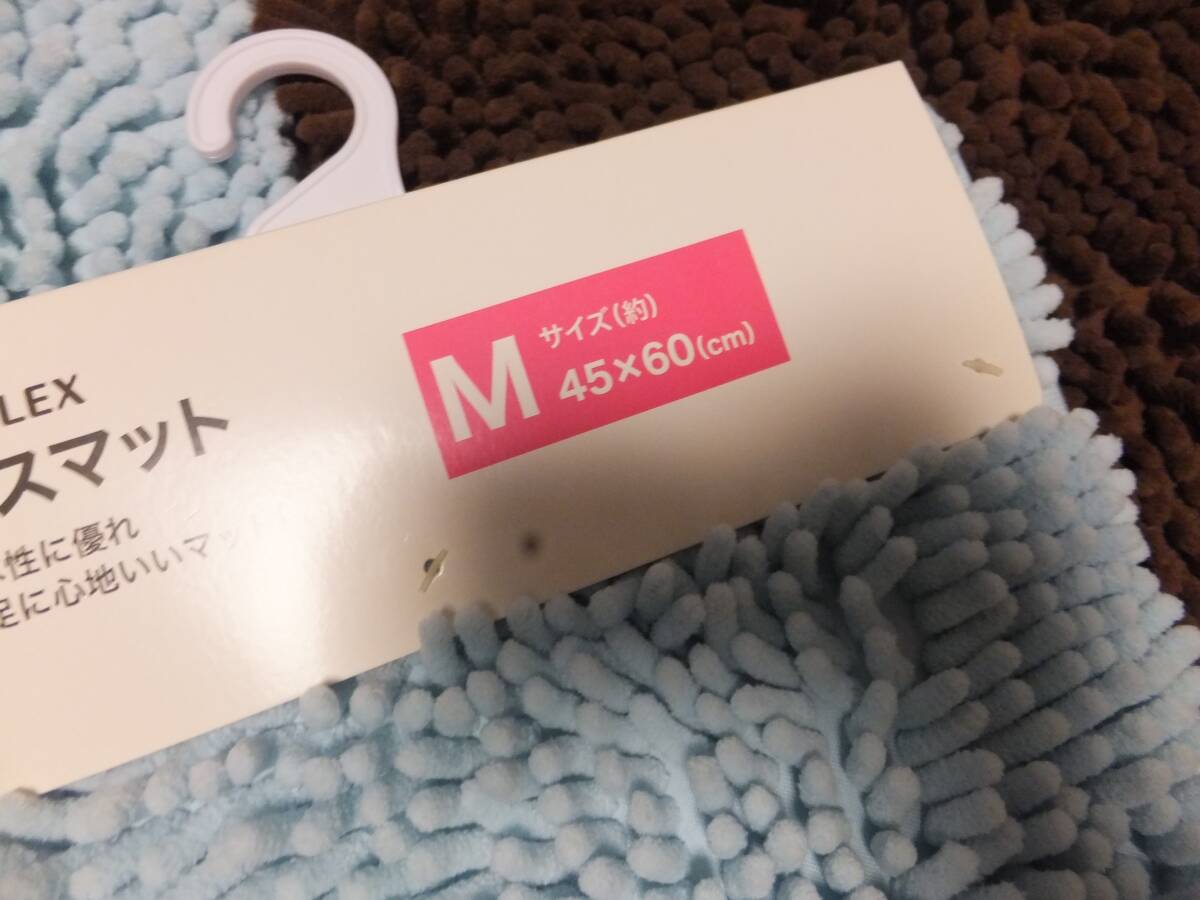 LEX
スマット
性に優れ
足に心地いいマット
M
サイズ(約)
45×60(cm)